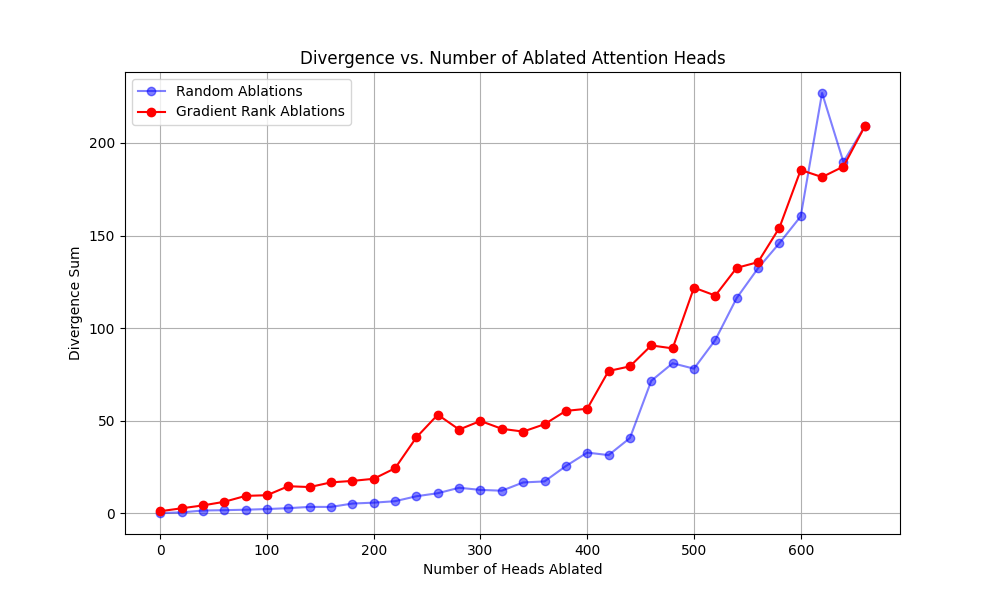 Divergence vs. Number of Ablated Attention Heads
Random Ablations
Gradient Rank Ablations
Divergence Sum
200
150
100
50
0
0 100 200 300 400 500 600
Number of Heads Ablated